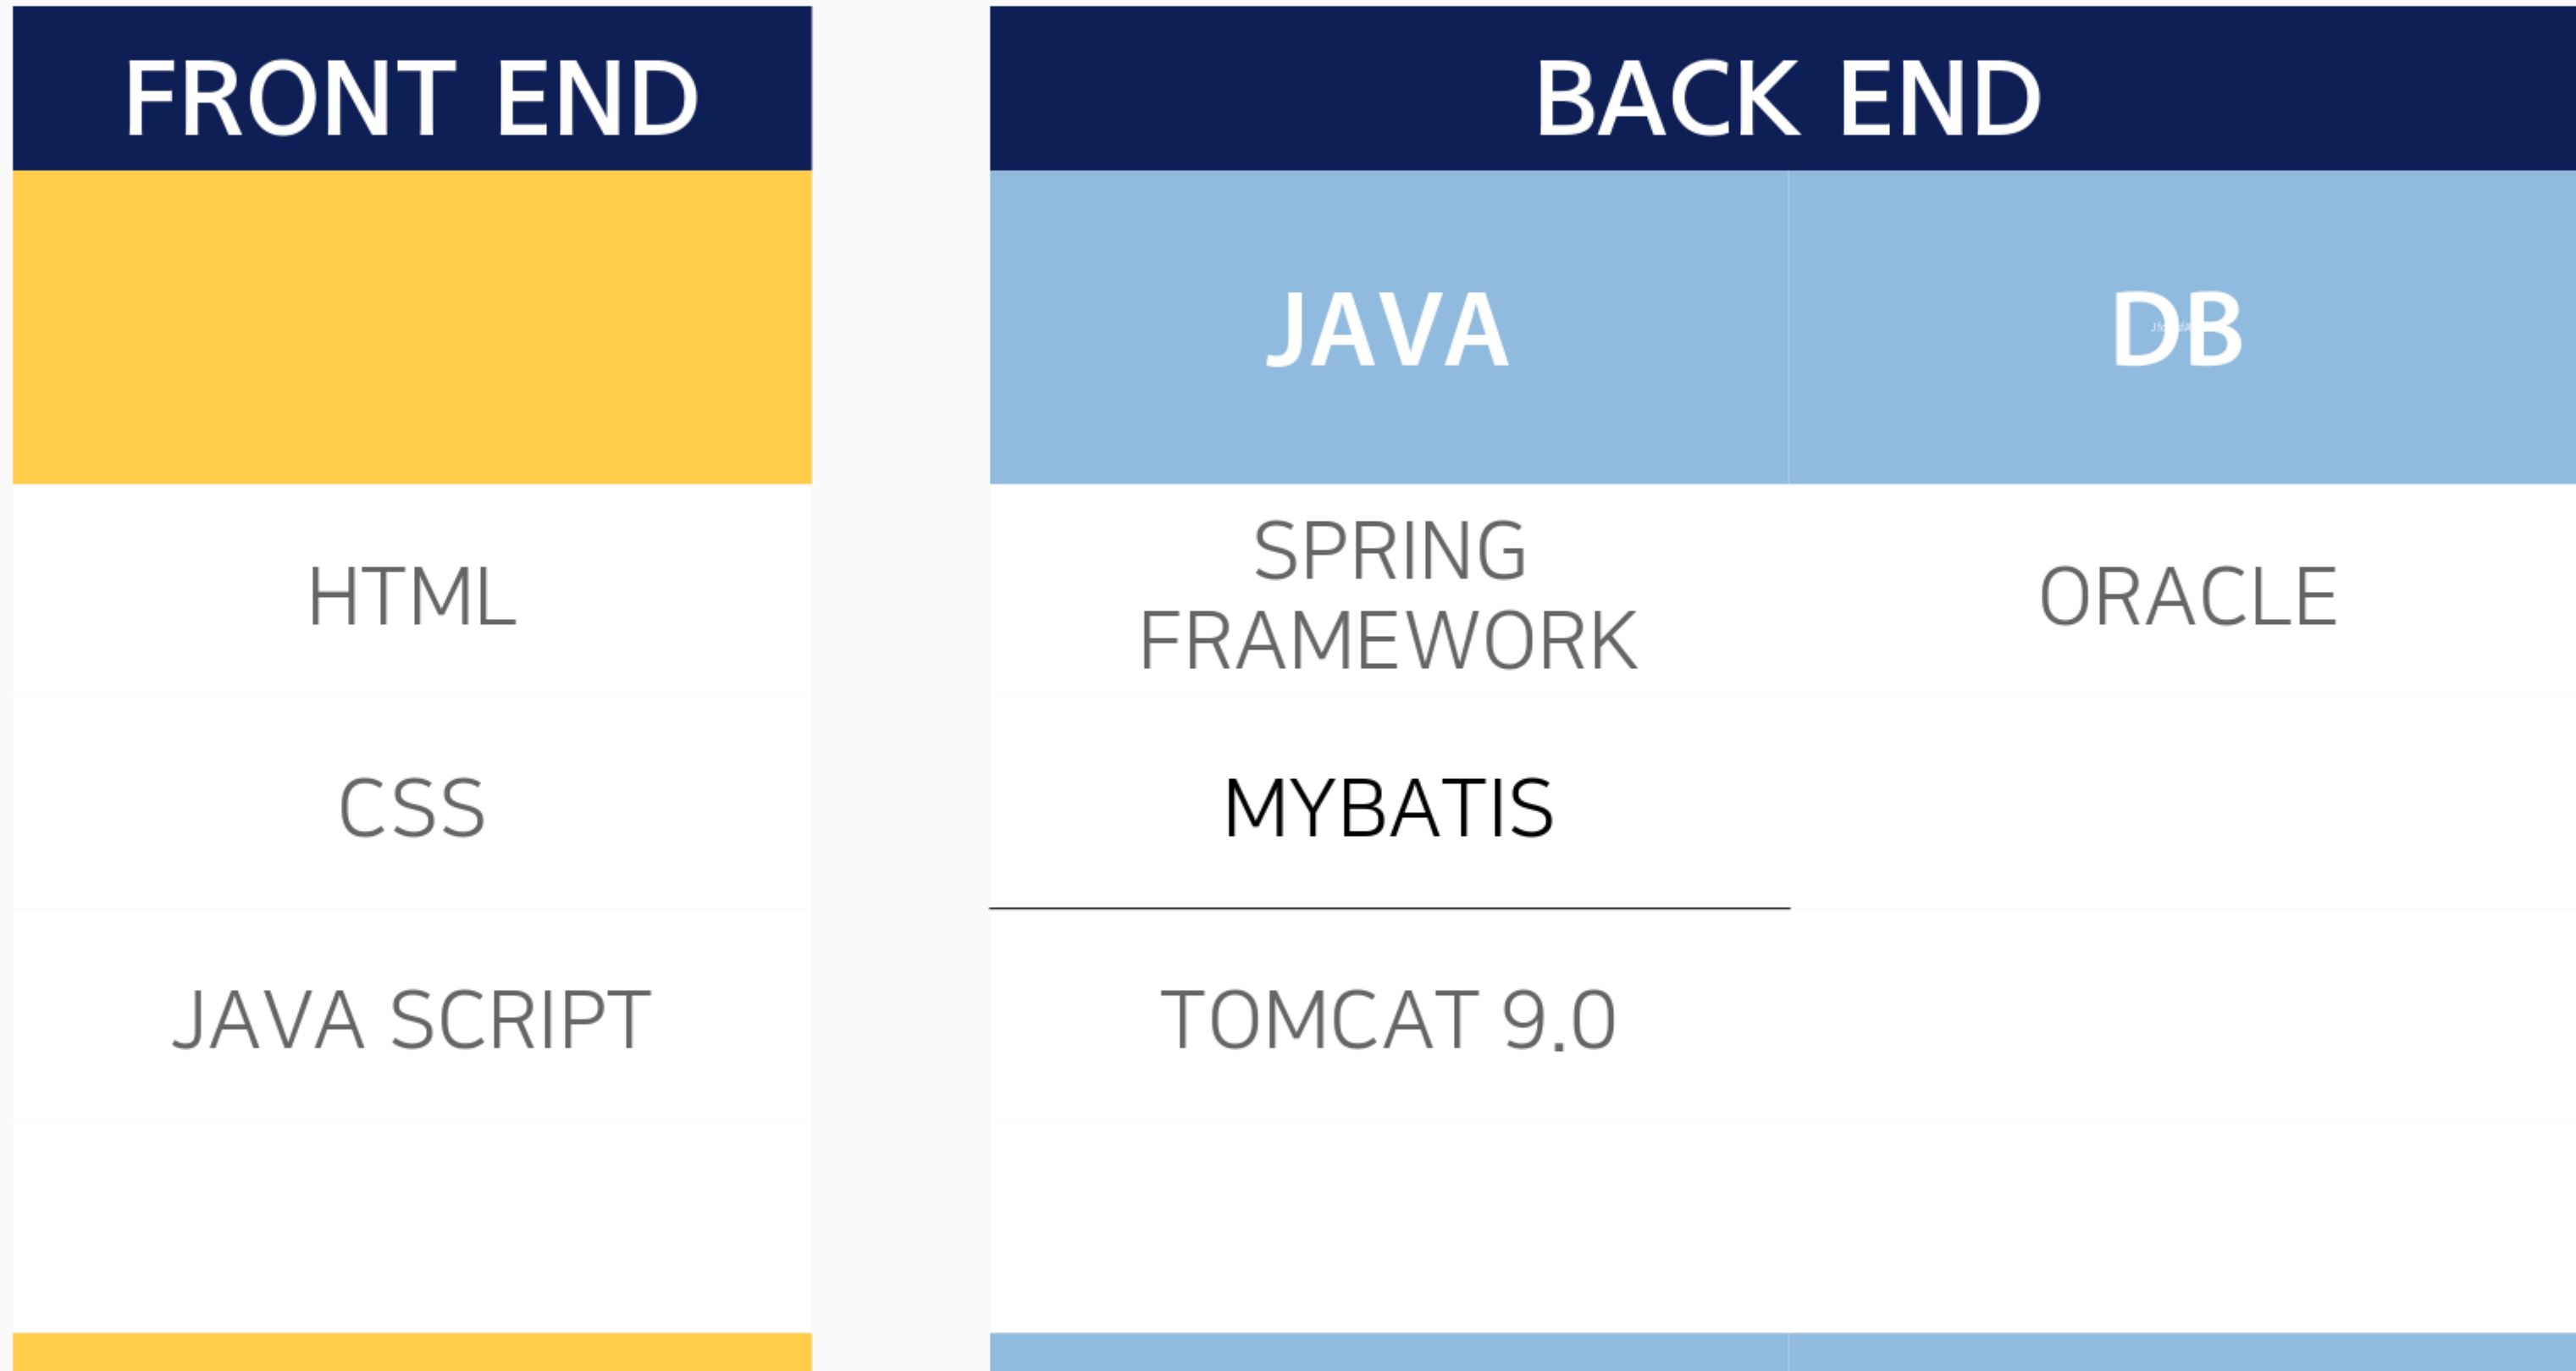 FRONT END
BACK END
JAVA
DB
HTML
SPRING
FRAMEWORK
ORACLE
CSS
MYBATIS
JAVA SCRIPT
TOMCAT 9.0